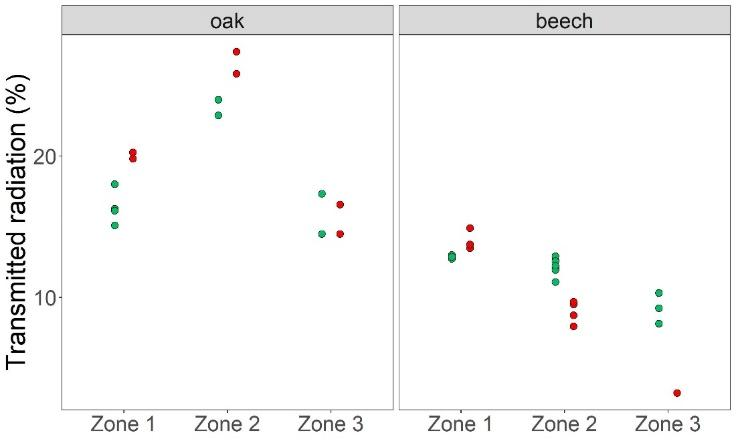 oak
beech
Transmitted radiation (%)
20
10
Zone 1 Zone 2 Zone 3
Zone 1 Zone 2 Zone 3